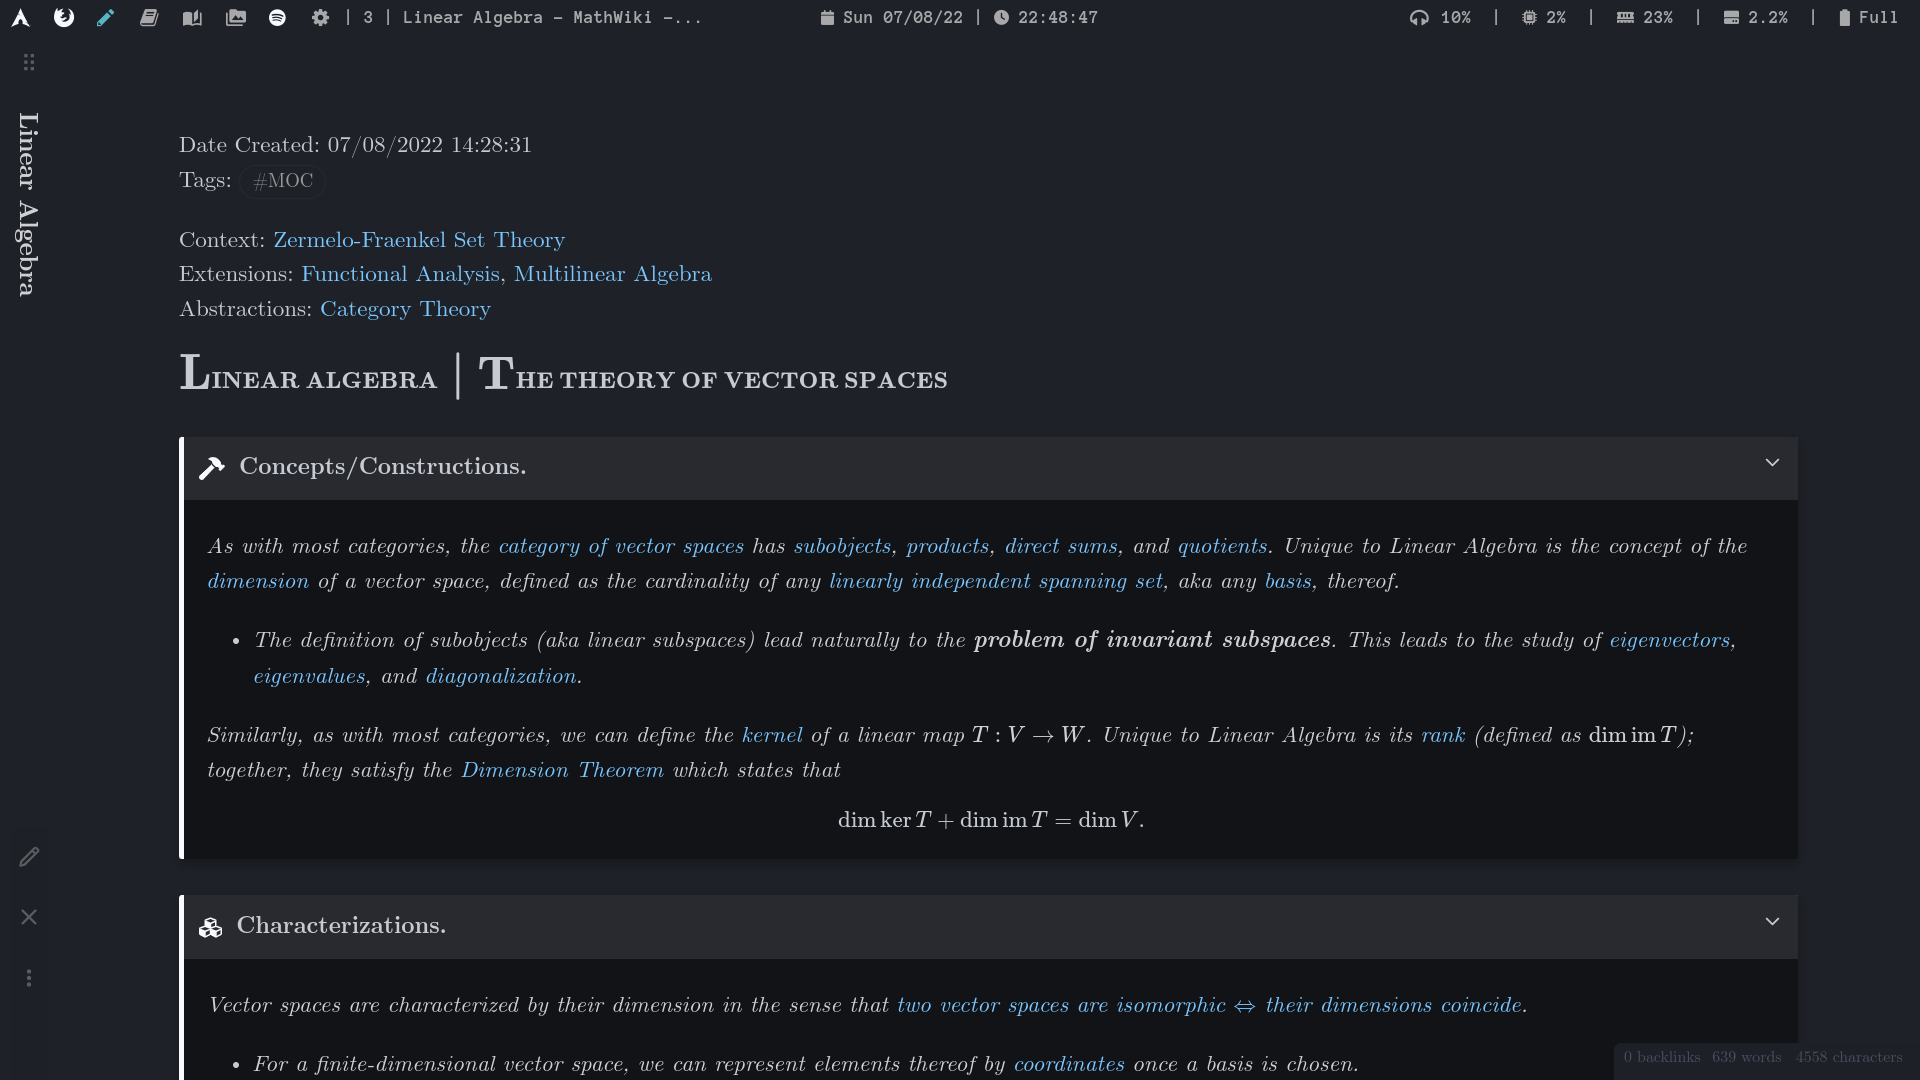 | 3 | Linear Algebra - MathWiki -... Sun 07/08/22 | 22:48:47 10% | 2% | 23% | 2.2% | Full
Linear Algebra
Date Created: 07/08/2022 14:28:31
Tags: #MOC
Context: Zermelo-Fraenkel Set Theory
Extensions: Functional Analysis, Multilinear Algebra
Abstractions: Category Theory
Linear algebra | The theory of vector spaces
Concepts/Constructions.
As with most categories, the category of vector spaces has subobjects, products, direct sums, and quotients. Unique to Linear Algebra is the concept of the
dimension of a vector space, defined as the cardinality of any linearly independent spanning set, aka any basis, thereof.
• The definition of subobjects (aka linear subspaces) lead naturally to the problem of invariant subspaces. This leads to the study of eigenvectors,
eigenvalues, and diagonalization.
Similarly, as with most categories, we can define the kernel of a linear map T : V → W. Unique to Linear Algebra is its rank (defined as dim im T);
together, they satisfy the Dimension Theorem which states that
dim ker T + dim im T = dim V.
Characterizations.
Vector spaces are characterized by their dimension in the sense that two vector spaces are isomorphic ⇔ their dimensions coincide.
• For a finite-dimensional vector space, we can represent elements thereof by coordinates once a basis is chosen.
0 backlinks 639 words 4558 characters